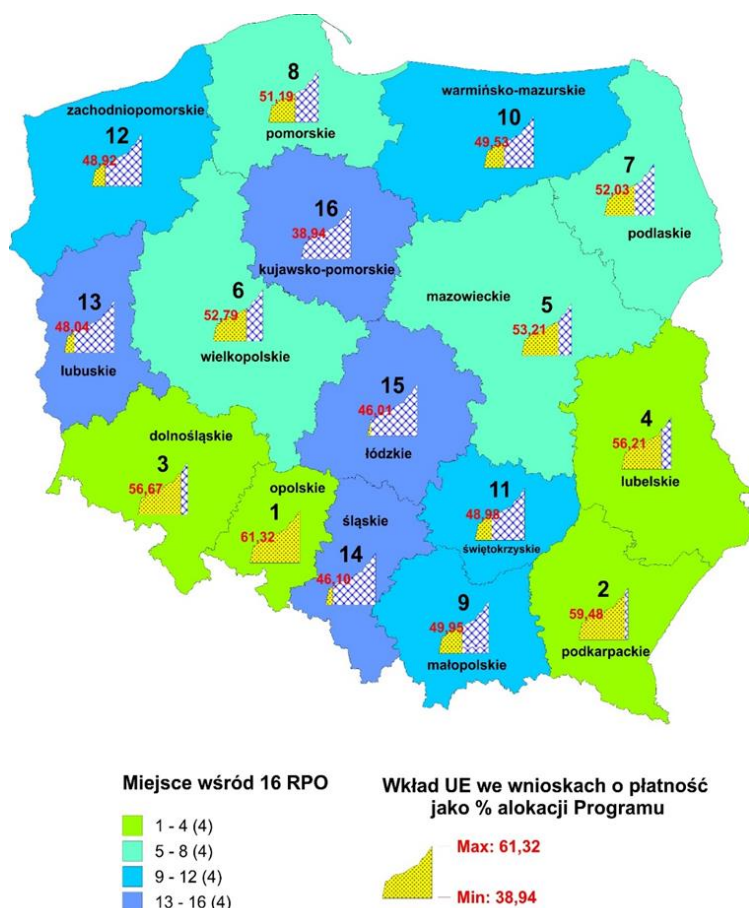 8
51,19
pomorskie
zachodniopomorskie
12
48,92
warmińsko-mazurskie
10
49,53
7
52,03
podlaskie
16
38,94
kujawsko-pomorskie
13
48,04
lubuskie
6
52,79
wielkopolskie
mazowieckie
5
53,21
15
46,01
łódzkie
4
56,21
lubelskie
dolnośląskie
3
56,67
opolskie
1
61,32
śląskie
14
46,10
11
48,98
świętokrzyskie
9
49,95
małopolskie
2
59,48
podkarpackie
Miejsce wśród 16 RPO
1 - 4 (4)
5 - 8 (4)
9 - 12 (4)
13 - 16 (4)
Wkład UE we wnioskach o płatność
jako % alokacji Programu
Max: 61,32
Min: 38,94